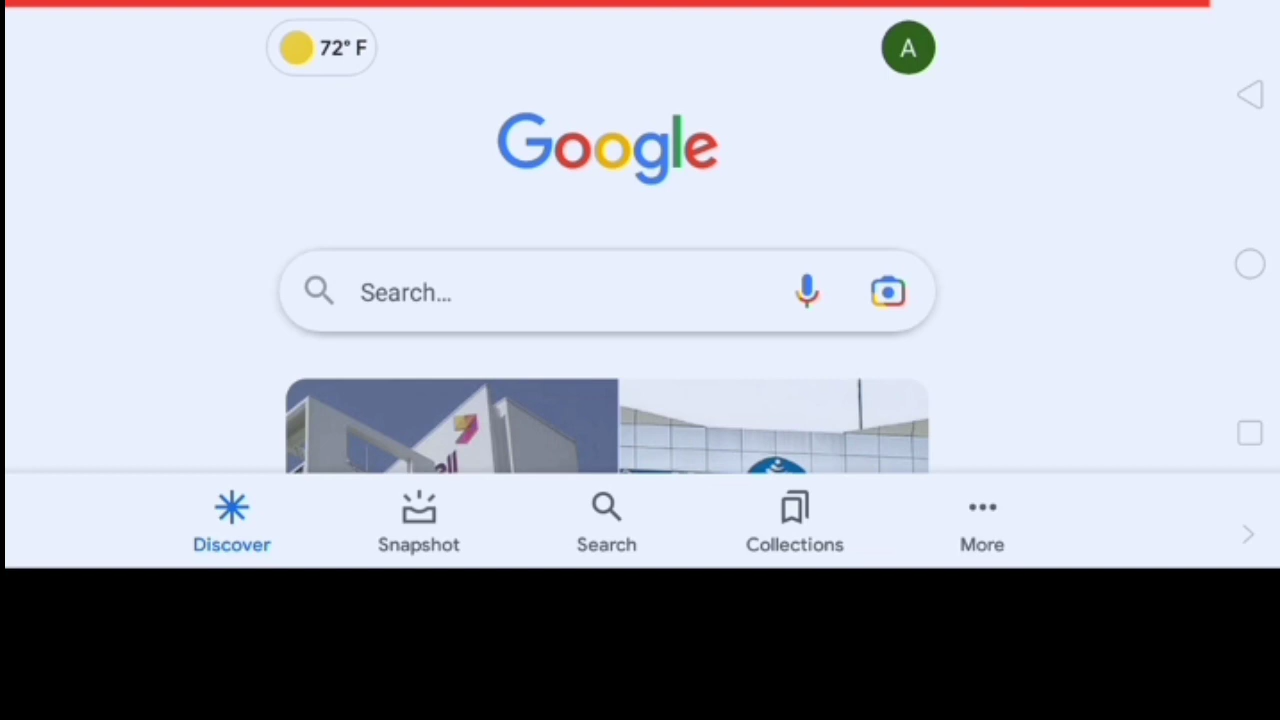 72° F
A
Google
Search...
Discover
Snapshot
Search
Collections
More